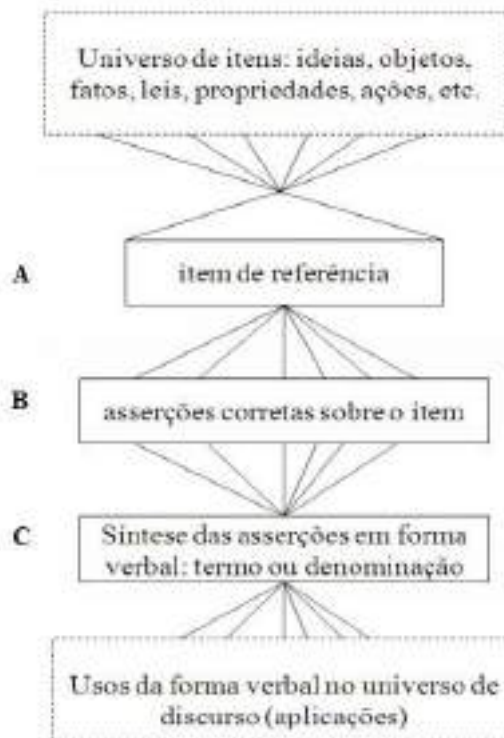 Universo de itens: ideias, objetos,
fatos, leis, propriedades, ações, etc.
A
item de referência
B
asserções corretas sobre o item
C
Síntese das asserções em forma
verbal: termo ou denominação
Usos da forma verbal no universo de
discurso (aplicações)